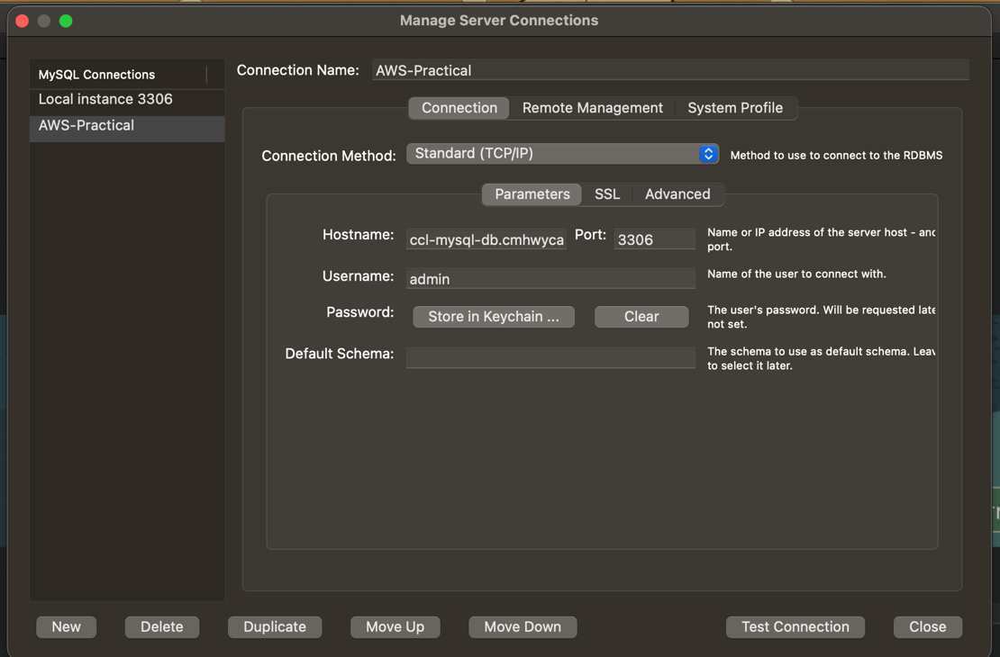 Manage Server Connections
MySQL Connections
Local instance 3306
AWS-Practical
Connection Name: AWS-Practical
Connection Remote Management System Profile
Connection Method: Standard (TCP/IP) Method to use to connect to the RDBMS
Parameters SSL Advanced
Hostname: ccl-mysql-db.cmhwyca Port: 3306 Name or IP address of the server host - and
port.
Username: admin Name of the user to connect with.
Password: Store in Keychain ... Clear The user's password. Will be requested late
not set.
Default Schema: The schema to use as default schema. Leav
to select it later.
New Delete Duplicate Move Up Move Down Test Connection Close